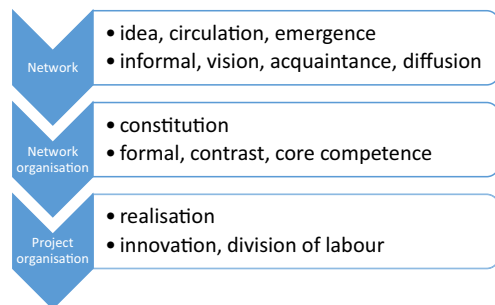 Network
• idea, circulation, emergence
• informal, vision, acquaintance, diffusion
Network
organisation
• constitution
• formal, contrast, core competence
Project
organisation
• realisation
• innovation, division of labour